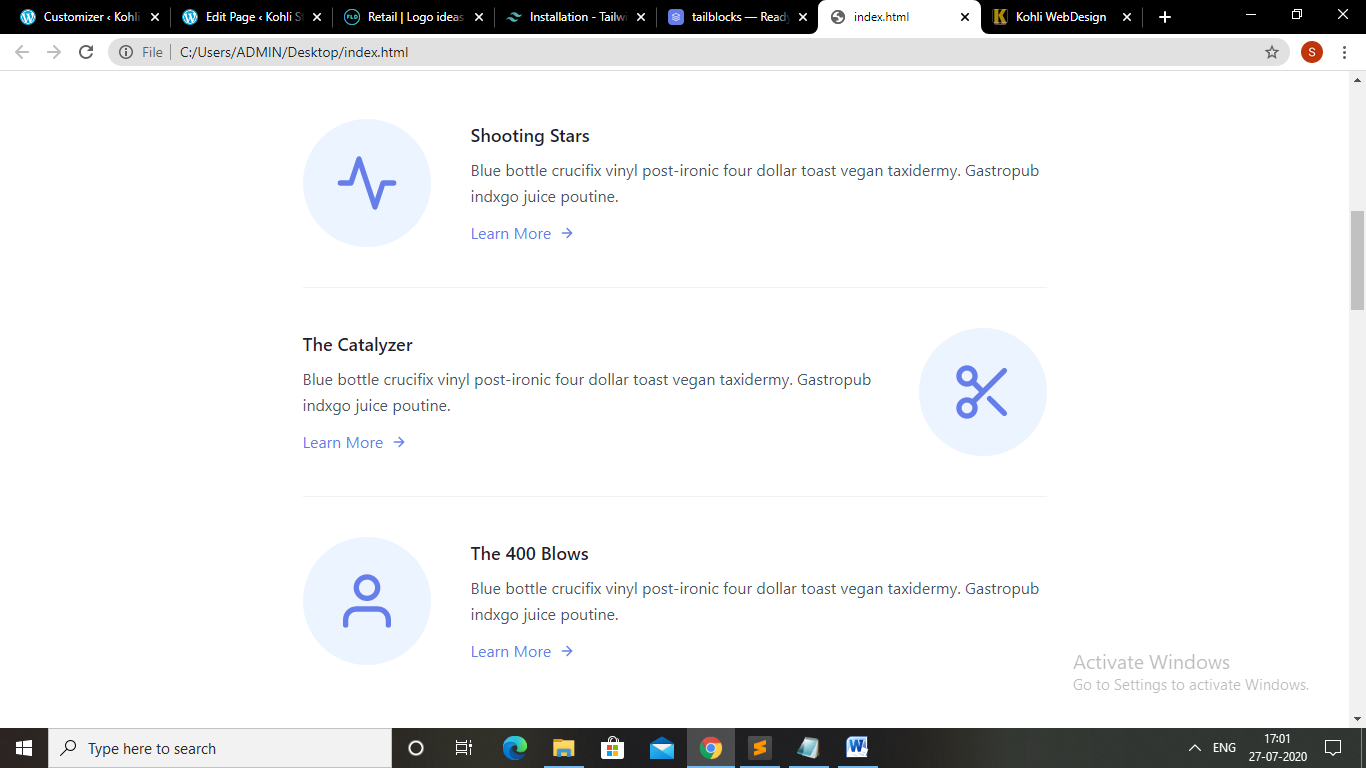 Customizer ‹ Kohli
Edit Page ‹ Kohli S
Retail | Logo ideas
Installation - Tailwi
tailblocks — Ready
index.html
Kohli WebDesign
File
C:/Users/ADMIN/Desktop/index.html
S
Shooting Stars
Blue bottle crucifix vinyl post-ironic four dollar toast vegan taxidermy. Gastropub
indxgo juice poutine.
Learn More →
The Catalyzer
Blue bottle crucifix vinyl post-ironic four dollar toast vegan taxidermy. Gastropub
indxgo juice poutine.
Learn More →
The 400 Blows
Blue bottle crucifix vinyl post-ironic four dollar toast vegan taxidermy. Gastropub
indxgo juice poutine.
Learn More →
Activate Windows
Go to Settings to activate Windows.
Type here to search
ENG
17:01
27-07-2020